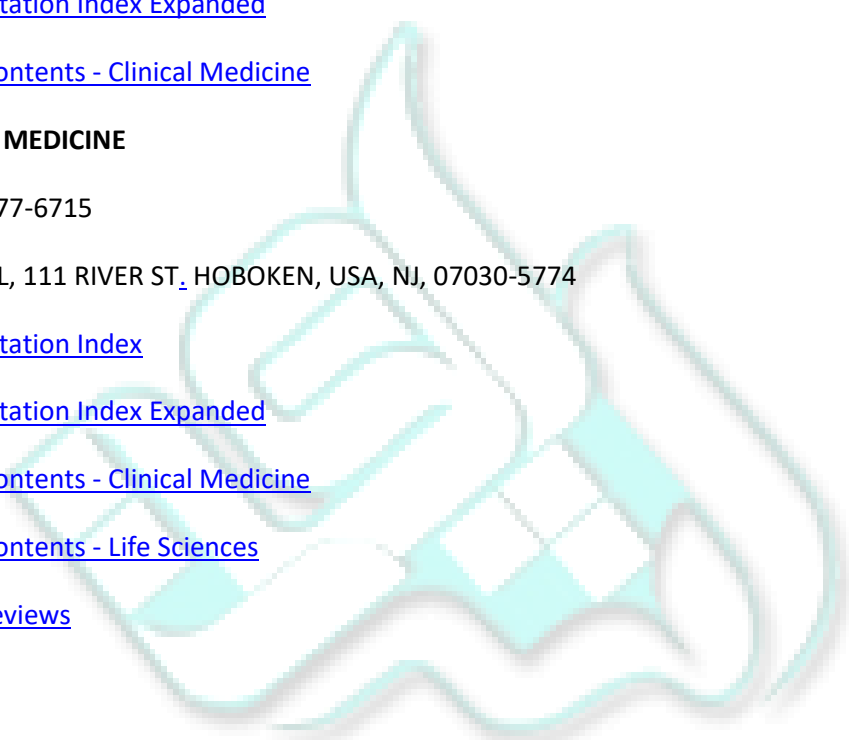 tation Index Expanded
ontents - Clinical Medicine
MEDICINE
77-6715
L, 111 RIVER ST. HOBOKEN, USA, NJ, 07030-5774
tation Index
tation Index Expanded
ontents - Clinical Medicine
ontents - Life Sciences
eviews